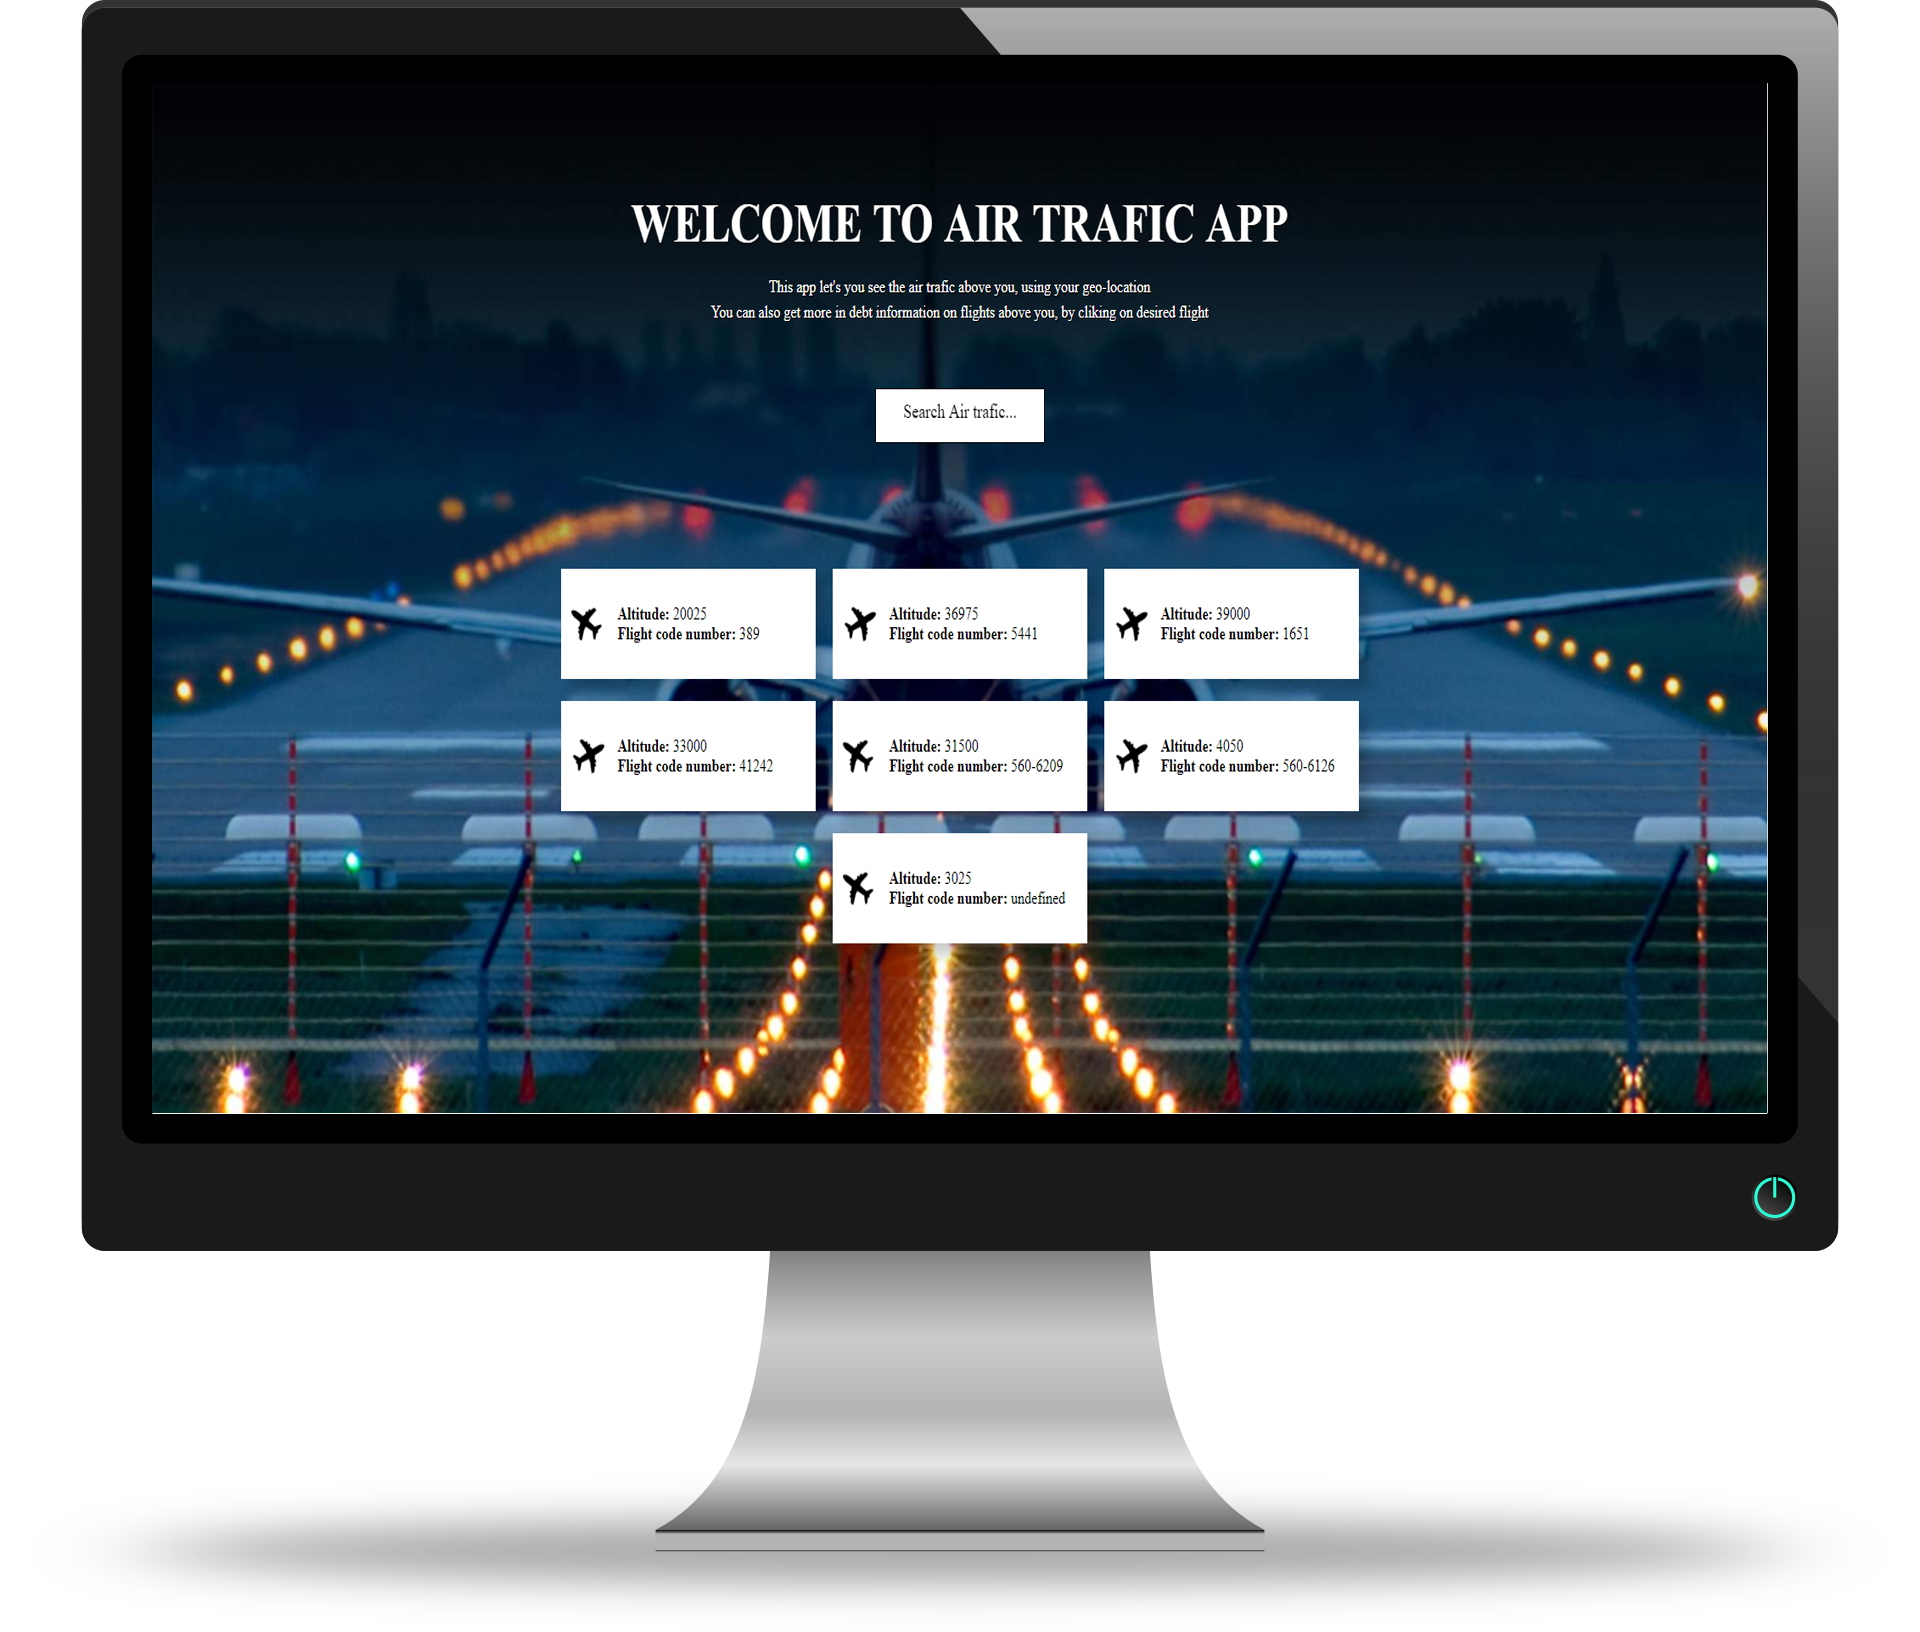 WELCOME TO AIR TRAFIC APP
This app let's you see the air trafic above you, using your geo-location
You can also get more in debt information on flights above you, by cliking on desired flight
Search Air trafic...
Altitude: 20025
Flight code number: 389
Altitude: 36975
Flight code number: 5441
Altitude: 39000
Flight code number: 1651
Altitude: 33000
Flight code number: 41242
Altitude: 31500
Flight code number: 560-6209
Altitude: 4050
Flight code number: 560-6126
Altitude: 3025
Flight code number: undefined